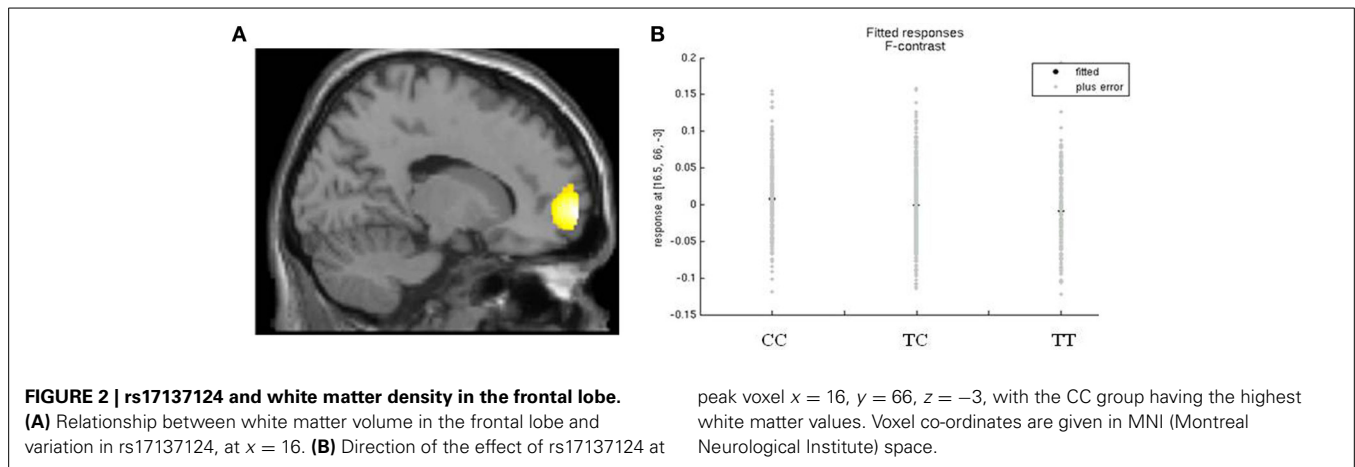 A
B
Fitted responses
F-contrast
fitted
plus error
0.2
0.15
0.1
0.05
0
-0.05
-0.1
-0.15
response at [16.5, 66, -3]
CC
TC
TT
FIGURE 2 | rs17137124 and white matter density in the frontal lobe.
(A) Relationship between white matter volume in the frontal lobe and
variation in rs17137124, at x = 16. (B) Direction of the effect of rs17137124 at
peak voxel x = 16, y = 66, z = −3, with the CC group having the highest
white matter values. Voxel co-ordinates are given in MNI (Montreal
Neurological Institute) space.